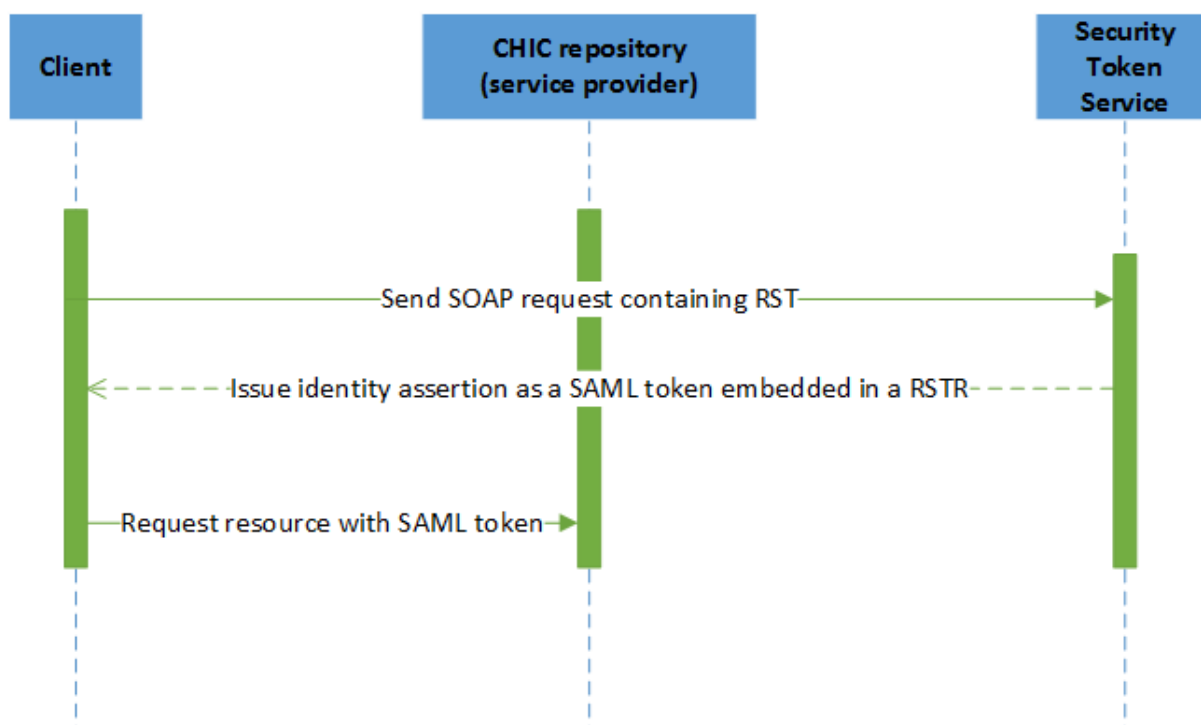 Client
CHIC repository
(service provider)
Security
Token
Service
Send SOAP request containing RST
Issue identity assertion as a SAML token embedded in a RSTR
Request resource with SAML token